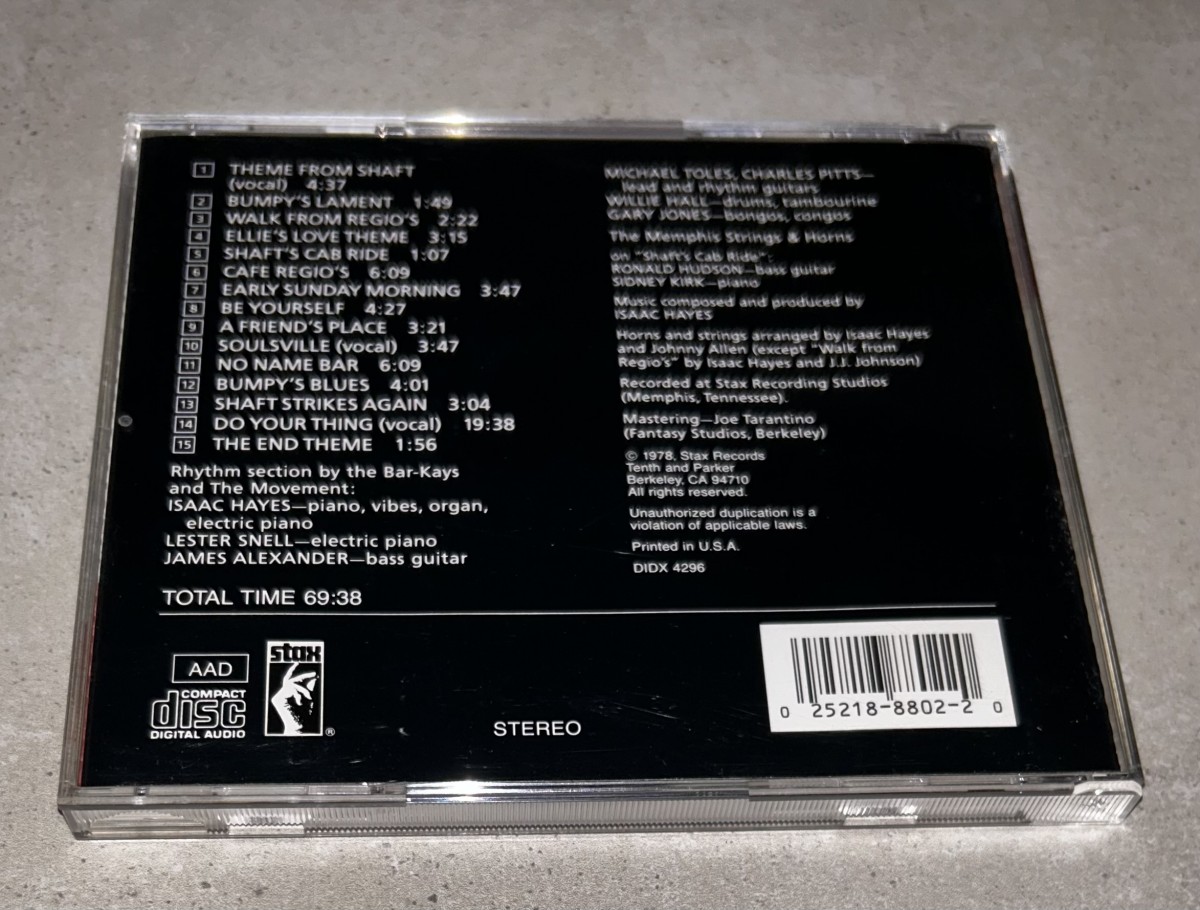 1 THEME FROM SHAFT
(vocal) 4:37
2 BUMPY'S LAMENT 1:49
3 WALK FROM REGIO'S 2:22
4 ELLIE'S LOVE THEME 3:15
5 SHAFT'S CAB RIDE 1:07
6 CAFE REGIO'S 6:09
7 EARLY SUNDAY MORNING 3:47
8 BE YOURSELF 4:27
9 A FRIEND'S PLACE 3:21
10 SOULSVILLE (vocal) 3:47
11 NO NAME BAR 6:09
12 BUMPY'S BLUES 4:01
13 SHAFT STRIKES AGAIN 3:04
14 DO YOUR THING (vocal) 19:38
15 THE END THEME 1:56
Rhythm section by the Bar-Kays
and The Movement:
ISAAC HAYES—piano, vibes, organ,
electric piano
LESTER SNELL—electric piano
JAMES ALEXANDER—bass guitar
TOTAL TIME 69:38
MICHAEL TOLES, CHARLES PITTS—
lead and rhythm guitars
WILLIE HALL—drums, tambourine
GARY JONES—bongos, congos
The Memphis Strings & Horns
on "Shaft's Cab Ride":
RONALD HUDSON—bass guitar
SIDNEY KIRK—piano
Music composed and produced by
ISAAC HAYES
Horns and strings arranged by Isaac Hayes
and Johnny Allen (except "Walk from
Regio's" by Isaac Hayes and J.J. Johnson)
Recorded at Stax Recording Studios
(Memphis, Tennessee).
Mastering—Joe Tarantino
(Fantasy Studios, Berkeley)
© 1978, Stax Records
Tenth and Parker
Berkeley, CA 94710
All rights reserved.
Unauthorized duplication is a
violation of applicable laws.
Printed in U.S.A.
DIDX 4296
AAD
COMPACT
disc
DIGITAL AUDIO
stax
®
STEREO
0 25218-8802-2 0